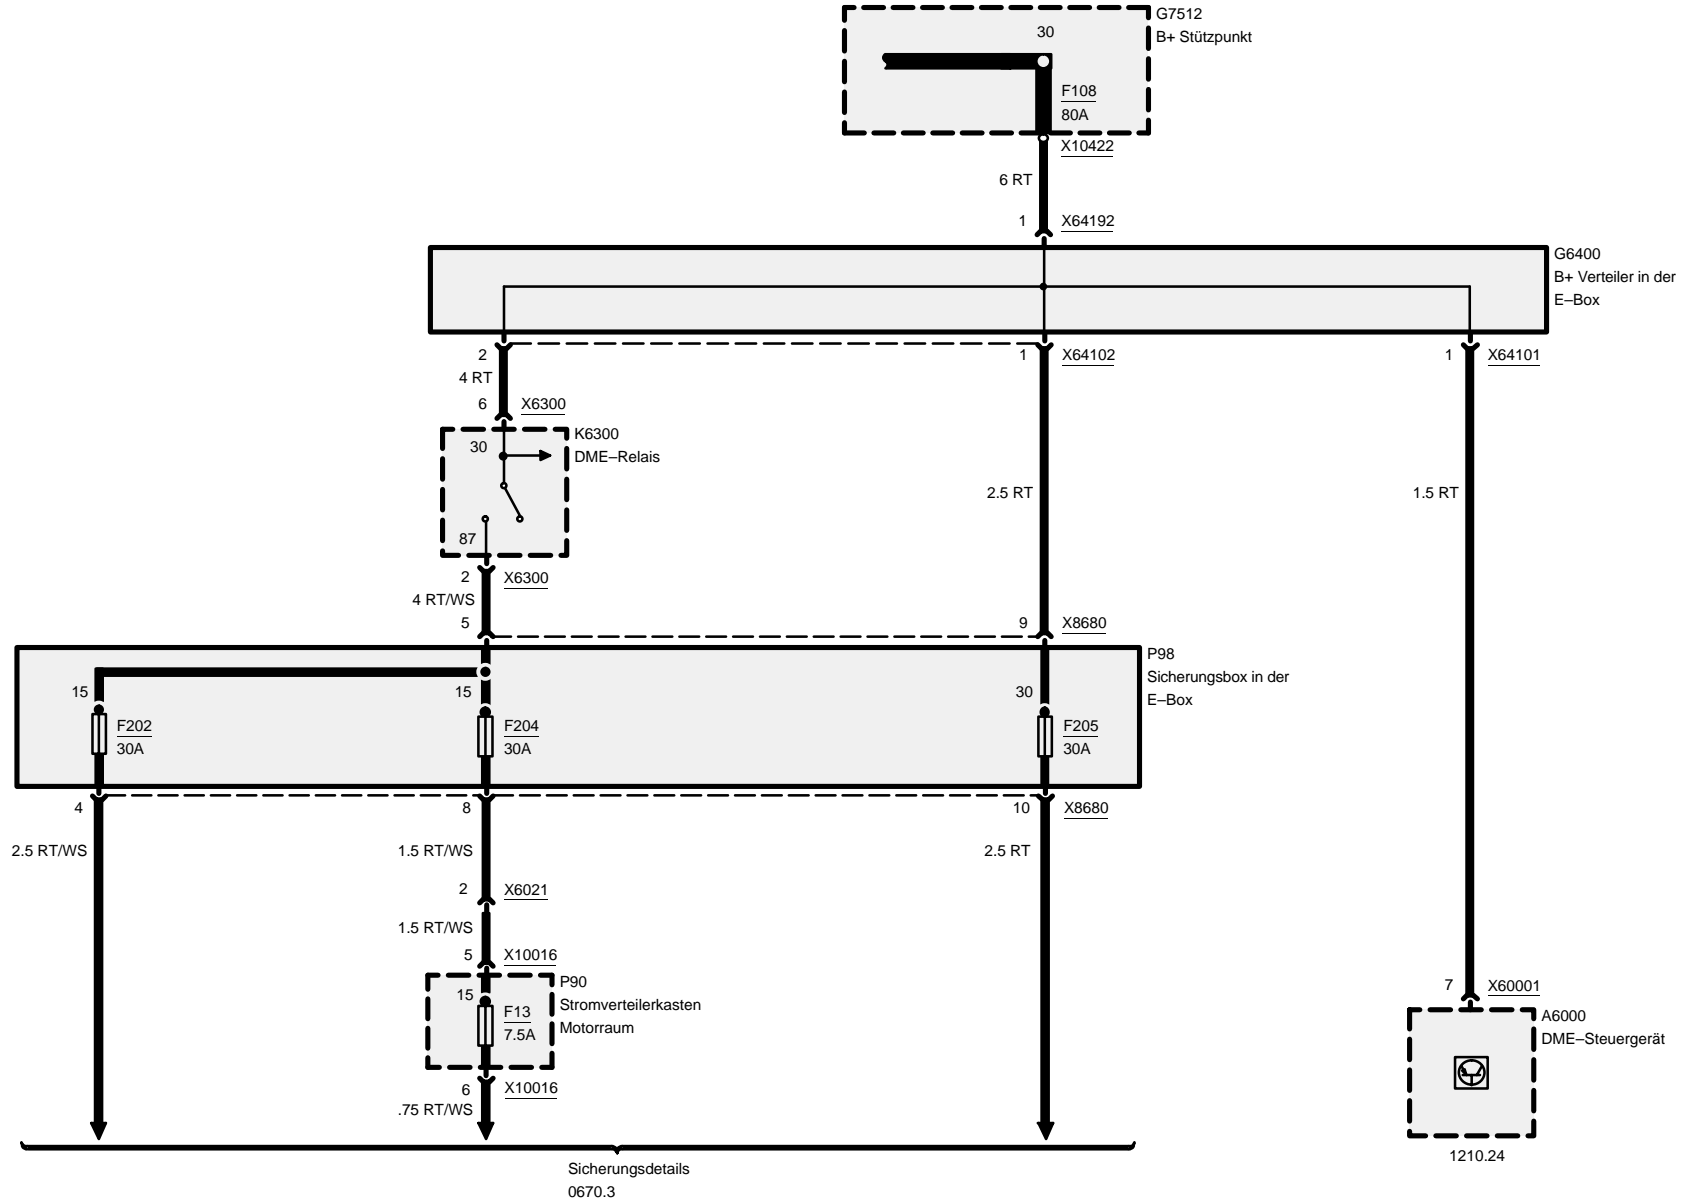 G7512
B+ Stützpunkt
30
F108
80A
X10422
6 RT
1
X64192
G6400
B+ Verteiler in der
E–Box
2
1
X64102
1
X64101
4 RT
6
X6300
K6300
DME–Relais
30
87
2.5 RT
1.5 RT
2
X6300
4 RT/WS
5
9
X8680
P98
Sicherungsbox in der
E–Box
15
15
30
F202
30A
F204
30A
F205
30A
4
8
10
X8680
2.5 RT/WS
1.5 RT/WS
2.5 RT
2
X6021
1.5 RT/WS
5
X10016
P90
Stromverteilerkasten
Motorraum
15
F13
7.5A
7
X60001
A6000
DME–Steuergerät
6
X10016
.75 RT/WS
1210.24
Sicherungsdetails
0670.3